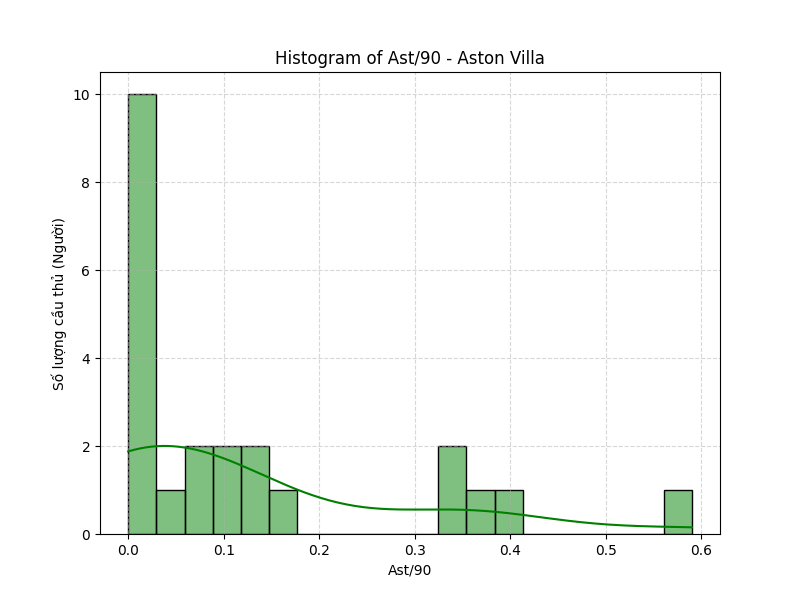 Histogram of Ast/90 - Aston Villa
Số lượng cầu thủ (Người)
10
8
6
4
2
0
0.0 0.1 0.2 0.3 0.4 0.5 0.6
Ast/90